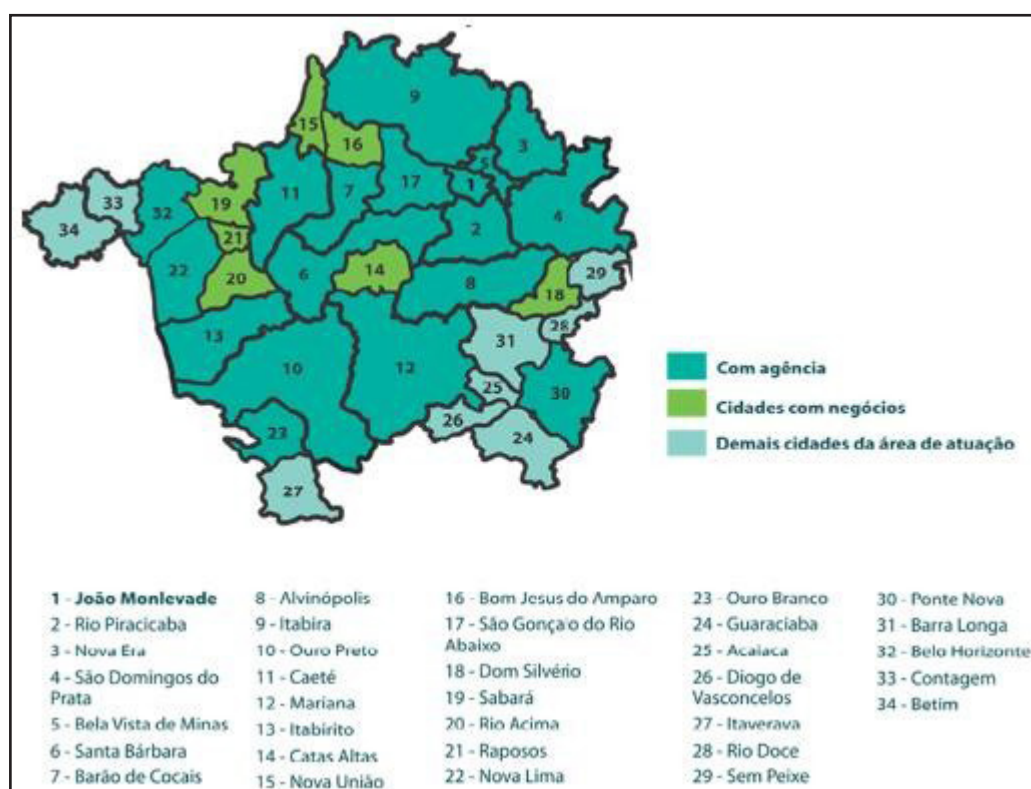 9
15
16
3
5
17
1
7
11
33
19
32
4
34
2
21
14
29
6
22
20
8
18
28
13
31
10
12
25
30
26
23
24
27
Com agência
Cidades com negócios
Demais cidades da área de atuação
1 - João Monlevade
2 - Rio Piracicaba
3 - Nova Era
4 - São Domingos do
Prata
5 - Bela Vista de Minas
6 - Santa Bárbara
7 - Barão de Cocais
8 - Alvinópolis
9 - Itabira
10 - Ouro Preto
11 - Caeté
12 - Mariana
13 - Itabirito
14 - Catas Altas
15 - Nova União
16 - Bom Jesus do Amparo
17 - São Gonçalo do Rio
Abaixo
18 - Dom Silvério
19 - Sabará
20 - Rio Acima
21 - Raposos
22 - Nova Lima
23 - Ouro Branco
24 - Guaraciaba
25 - Acaiaca
26 - Diogo de
Vasconcelos
27 - Itaverava
28 - Rio Doce
29 - Sem Peixe
30 - Ponte Nova
31 - Barra Longa
32 - Belo Horizonte
33 - Contagem
34 - Betim